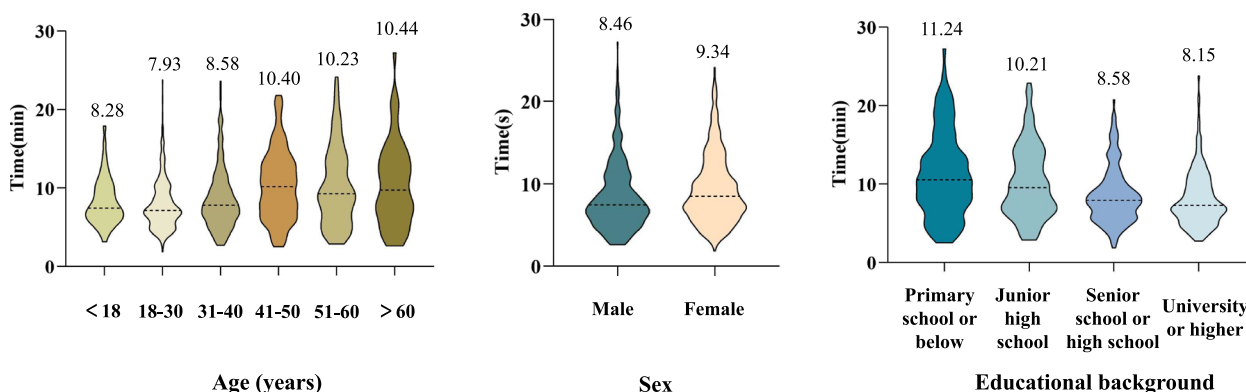 30
20
10
0
Time(min)
8.28
7.93
8.58
10.40
10.23
10.44
< 18
18-30
31-40
41-50
51-60
> 60
Age (years)
30
20
10
0
Time(s)
8.46
9.34
Male
Female
Sex
30
20
10
0
Time(min)
11.24
10.21
8.58
8.15
Primary
school or
below
Junior
high
school
Senior
school or
high school
University
or higher
Educational background